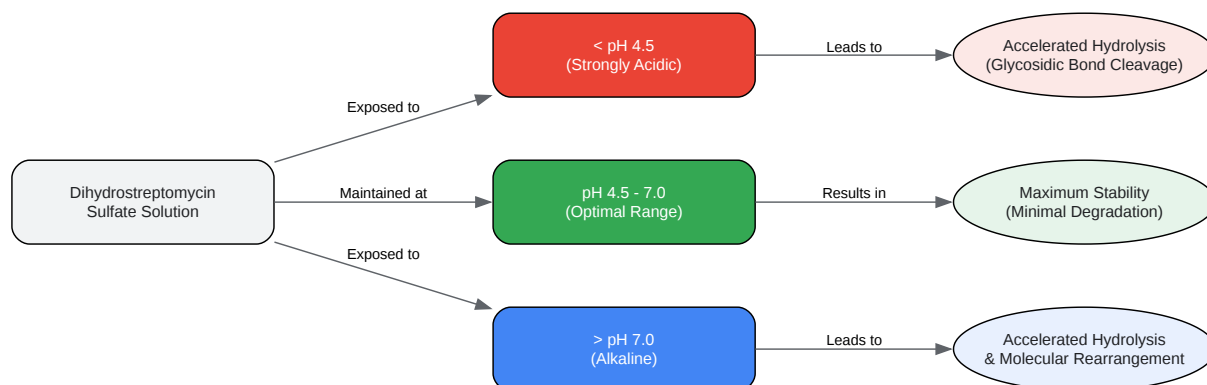 < pH 4.5
(Strongly Acidic)
Leads to
Accelerated Hydrolysis
(Glycosidic Bond Cleavage)
Exposed to
Dihydrostreptomycin
Sulfate Solution
Maintained at
pH 4.5 - 7.0
(Optimal Range)
Results in
Maximum Stability
(Minimal Degradation)
Exposed to
> pH 7.0
(Alkaline)
Leads to
Accelerated Hydrolysis
& Molecular Rearrangement